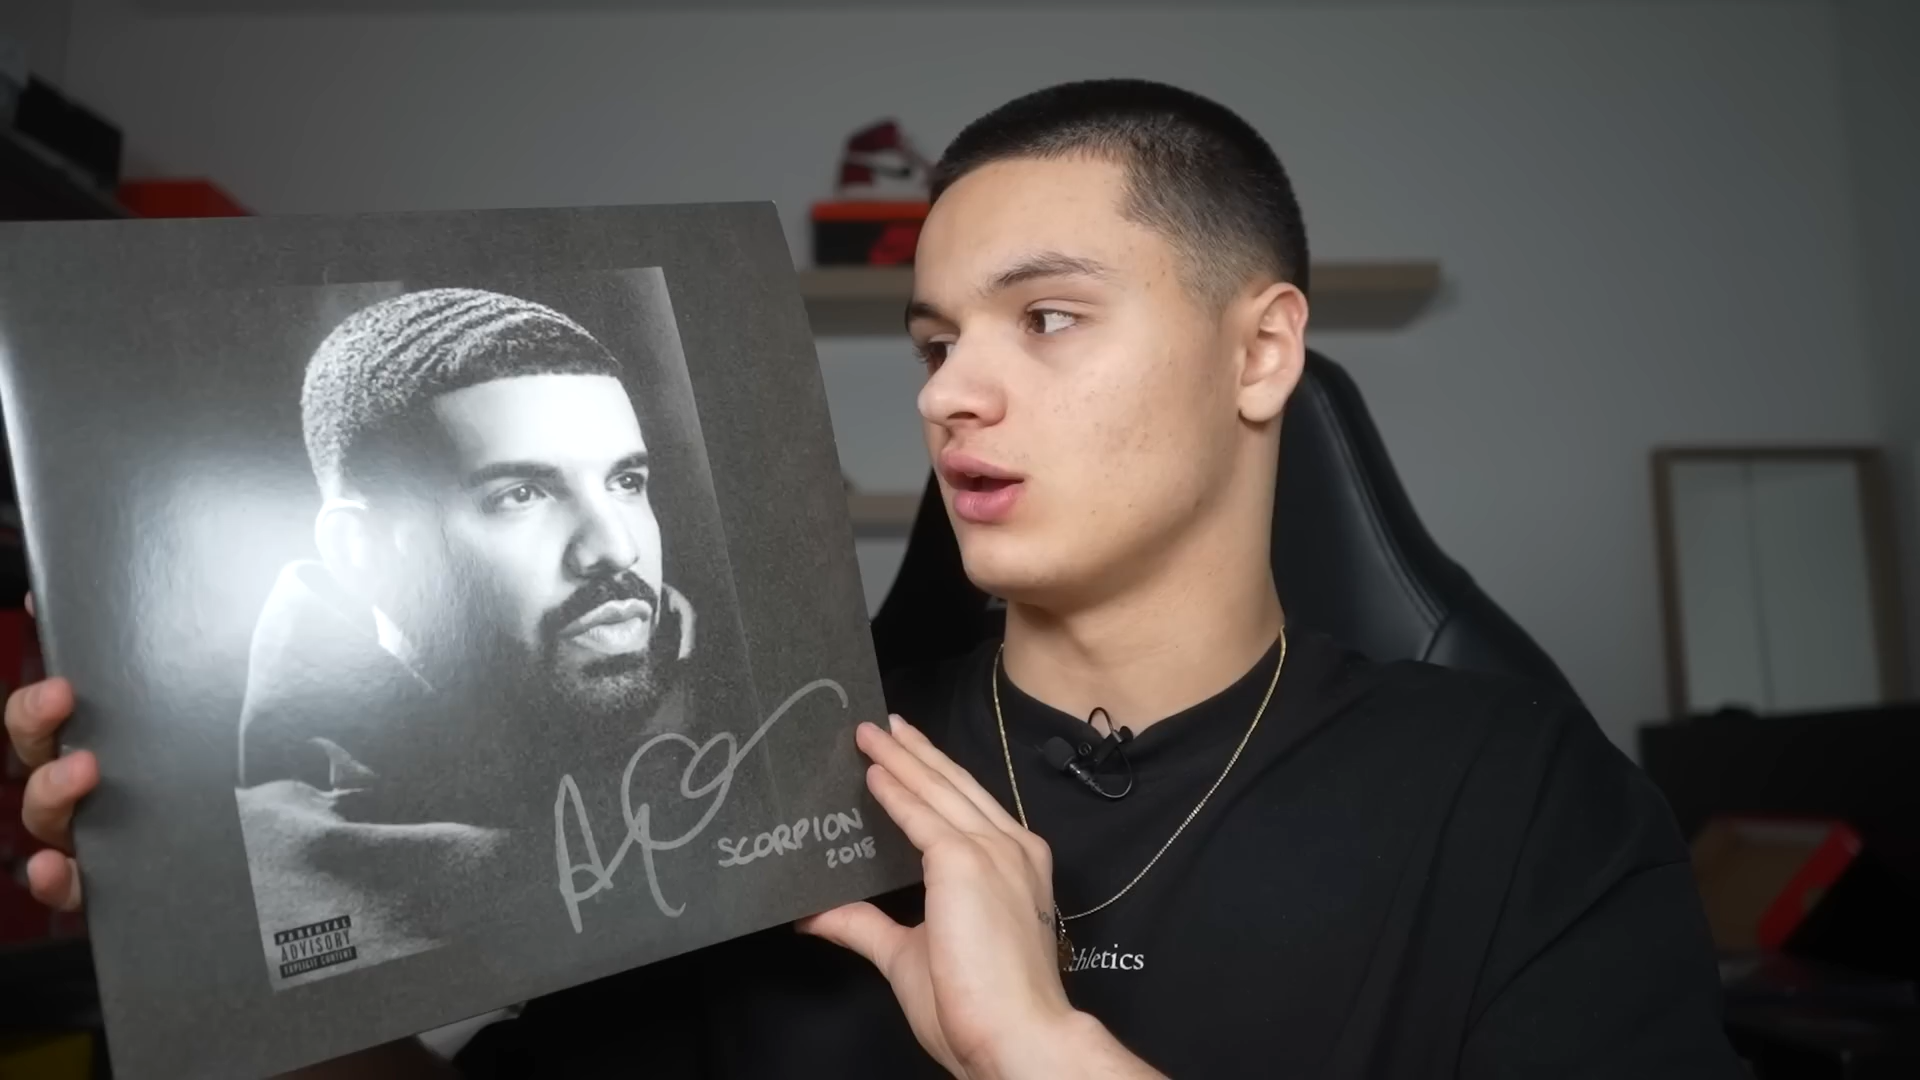 SCORPION
2018
PARENTAL
ADVISORY
EXPLICIT CONTENT
thletics